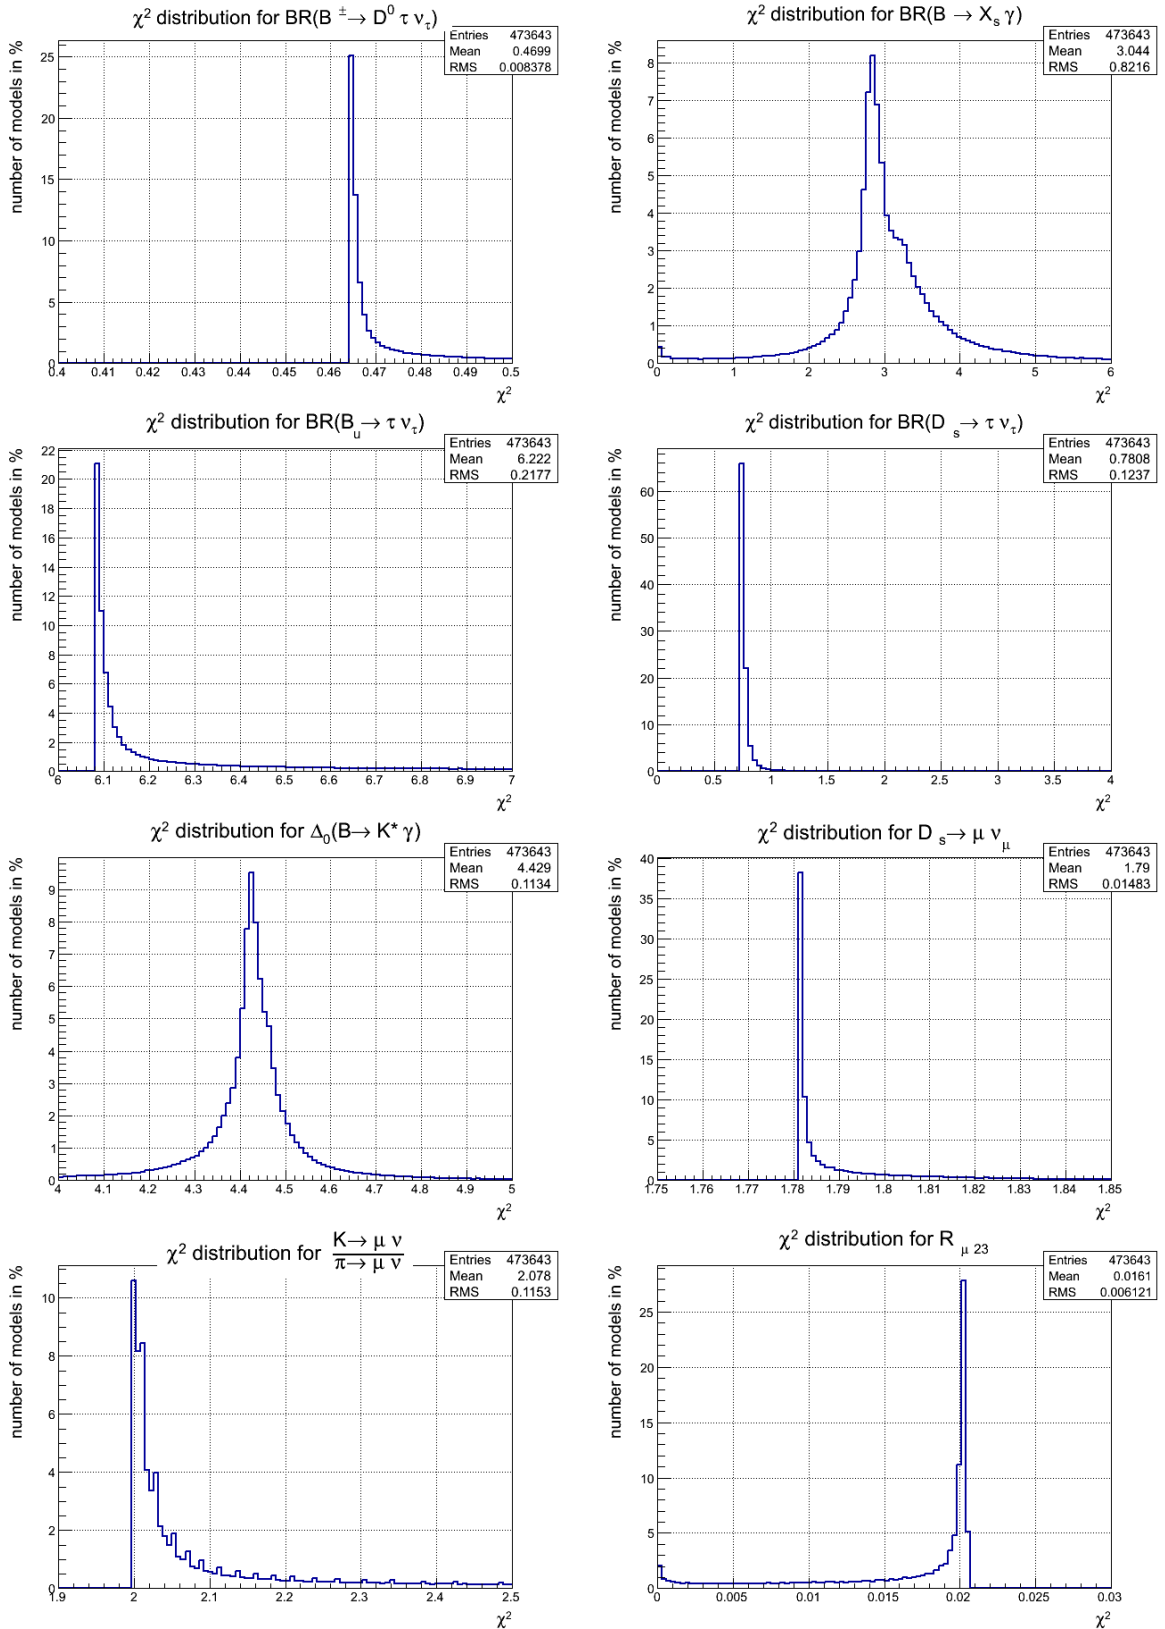 χ² distribution for BR(B ± → D⁰ τ ν_τ)
Entries 473643
Mean 0.4699
RMS 0.008378
number of models in %
25
20
15
10
5
0
0.4 0.41 0.42 0.43 0.44 0.45 0.46 0.47 0.48 0.49 0.5
χ²
χ² distribution for BR(B → X_s γ)
Entries 473643
Mean 3.044
RMS 0.8216
number of models in %
8
7
6
5
4
3
2
1
0
0 1 2 3 4 5 6
χ²
χ² distribution for BR(B_u → τ ν_τ)
Entries 473643
Mean 6.222
RMS 0.2177
number of models in %
22
20
18
16
14
12
10
8
6
4
2
0
6 6.1 6.2 6.3 6.4 6.5 6.6 6.7 6.8 6.9 7
χ²
χ² distribution for BR(D_s → τ ν_τ)
Entries 473643
Mean 0.7808
RMS 0.1237
number of models in %
60
50
40
30
20
10
0
0 0.5 1 1.5 2 2.5 3 3.5 4
χ²
χ² distribution for Δ₀(B → K* γ)
Entries 473643
Mean 4.429
RMS 0.1134
number of models in %
9
8
7
6
5
4
3
2
1
0
4 4.1 4.2 4.3 4.4 4.5 4.6 4.7 4.8 4.9 5
χ²
χ² distribution for D_s → μ ν_μ
Entries 473643
Mean 1.79
RMS 0.01483
number of models in %
40
35
30
25
20
15
10
5
0
1.75 1.76 1.77 1.78 1.79 1.8 1.81 1.82 1.83 1.84 1.85
χ²
χ² distribution for K → μ ν
π → μ ν
Entries 473643
Mean 2.078
RMS 0.1153
number of models in %
10
8
6
4
2
0
1.9 2 2.1 2.2 2.3 2.4 2.5
χ²
χ² distribution for R_μ 23
Entries 473643
Mean 0.0161
RMS 0.006121
number of models in %
25
20
15
10
5
0
0 0.005 0.01 0.015 0.02 0.025 0.03
χ²